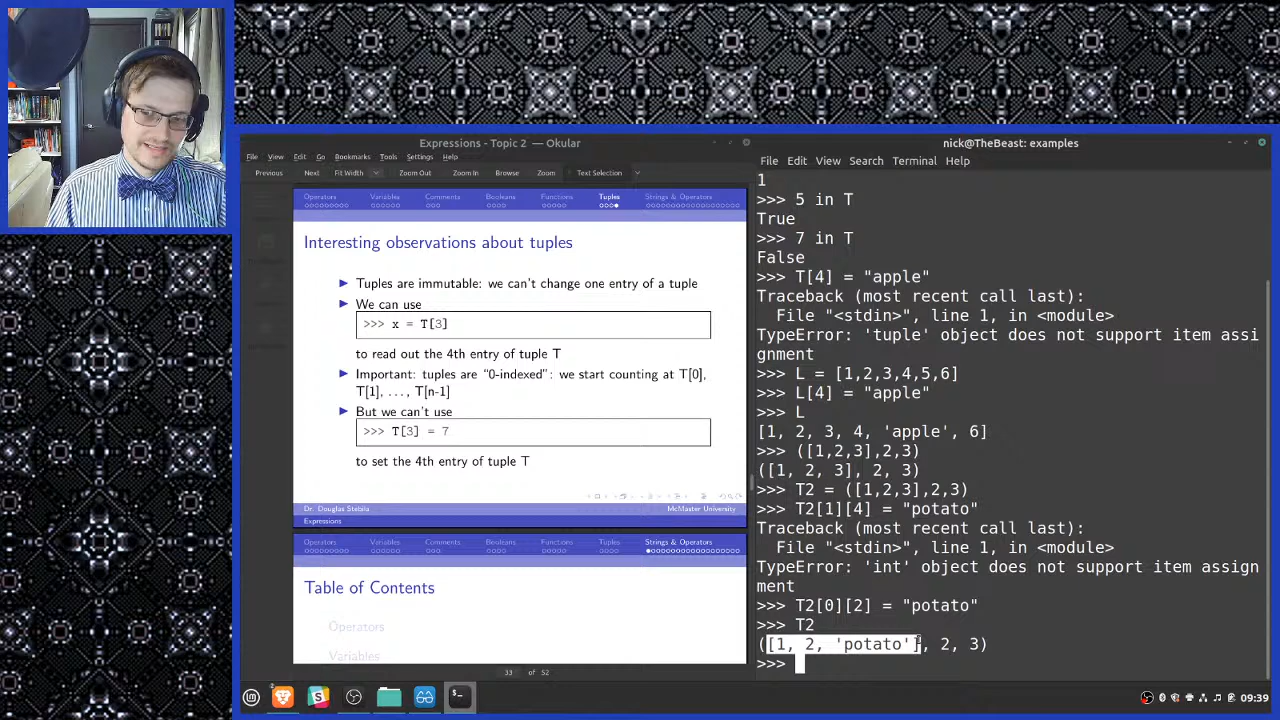 Expressions - Topic 2 — Okular
File Edit View Go Bookmarks Tools Settings Help
Previous Next Fit Width Zoom Out Zoom In Browse Zoom Text Selection
Operators Variables Comments Booleans Functions Tuples Strings & Operators
Interesting observations about tuples
Tuples are immutable: we can't change one entry of a tuple
We can use
>>> x = T[3]
to read out the 4th entry of tuple T
Important: tuples are "0-indexed": we start counting at T[0],
T[1], ..., T[n-1]
But we can't use
>>> T[3] = 7
to set the 4th entry of tuple T
Dr. Douglas Stebila McMaster University
Expressions
Operators Variables Comments Booleans Functions Tuples Strings & Operators
Table of Contents
Operators
Variables
33 of 52
nick@TheBeast: examples
File Edit View Search Terminal Help
1
>>> 5 in T
True
>>> 7 in T
False
>>> T[4] = "apple"
Traceback (most recent call last):
File "<stdin>", line 1, in <module>
TypeError: 'tuple' object does not support item assi
gnment
>>> L = [1,2,3,4,5,6]
>>> L[4] = "apple"
>>> L
[1, 2, 3, 4, 'apple', 6]
>>> ([1,2,3],2,3)
([1, 2, 3], 2, 3)
>>> T2 = ([1,2,3],2,3)
>>> T2[1][4] = "potato"
Traceback (most recent call last):
File "<stdin>", line 1, in <module>
TypeError: 'int' object does not support item assign
ment
>>> T2[0][2] = "potato"
>>> T2
([1, 2, 'potato'], 2, 3)
>>>
09:39